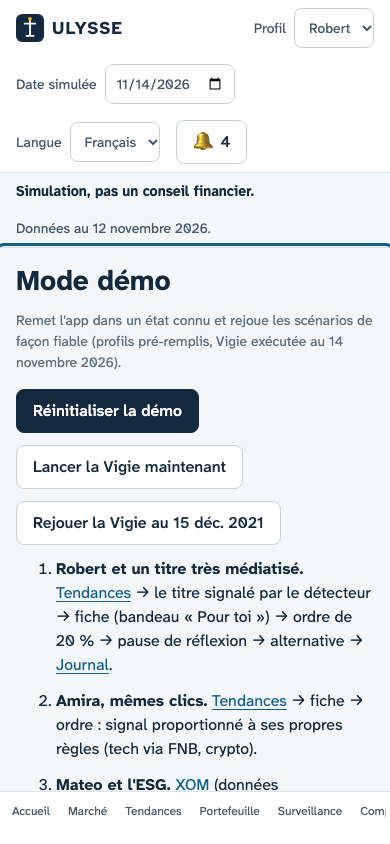 ULYSSE
Profil Robert
Date simulée 11/14/2026
Langue Français 4
Simulation, pas un conseil financier.
Données au 12 novembre 2026.
Mode démo
Remet l'app dans un état connu et rejoue les scénarios de
façon fiable (profils pré-remplis, Vigie exécutée au 14
novembre 2026).
Réinitialiser la démo
Lancer la Vigie maintenant
Rejouer la Vigie au 15 déc. 2021
1. Robert et un titre très médiatisé.
Tendances → le titre signalé par le détecteur
→ fiche (bandeau « Pour toi ») → ordre de
20 % → pause de réflexion → alternative →
Journal.
2. Amira, mêmes clics. Tendances → fiche →
ordre : signal proportionné à ses propres
règles (tech via FNB, crypto).
3. Mateo et l'ESG. XOM (données
Accueil Marché Tendances Portefeuille Surveillance Comp